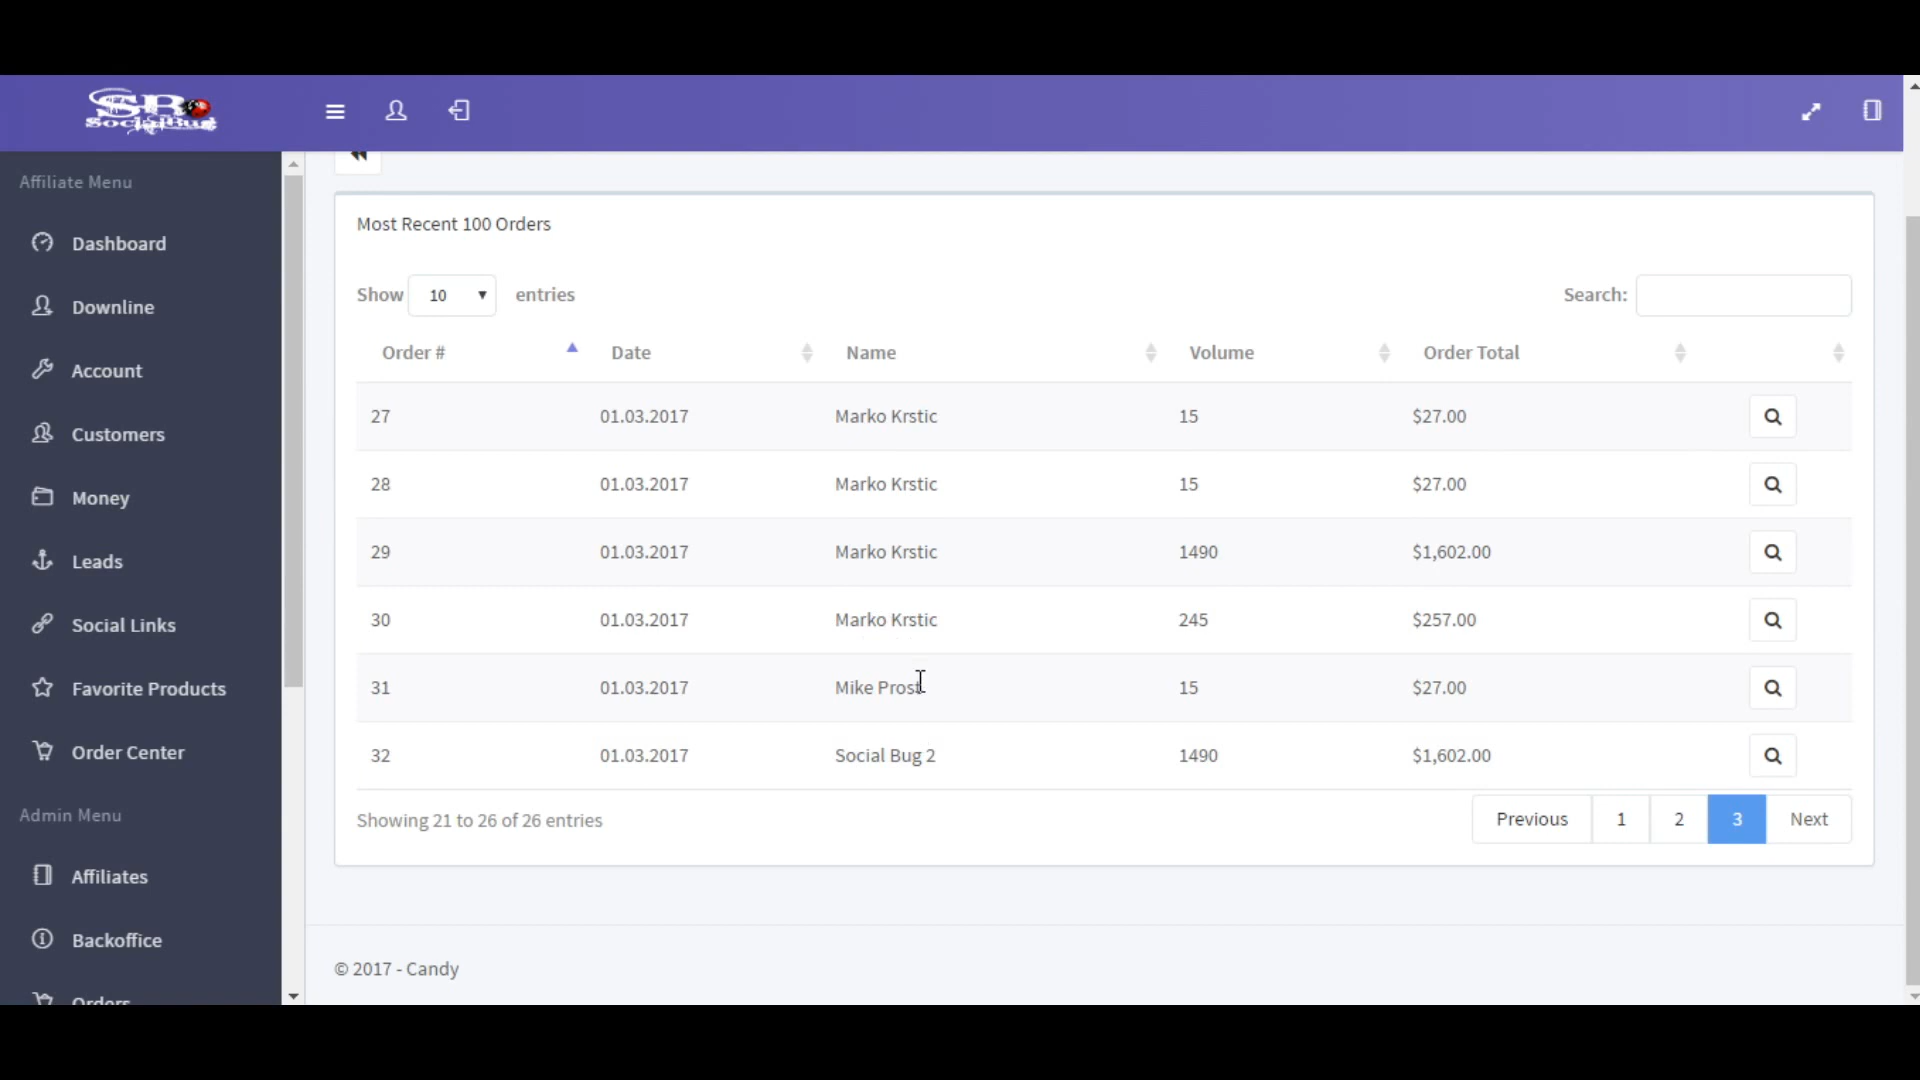 SB
SocialBug
Affiliate Menu
Dashboard
Downline
Account
Customers
Money
Leads
Social Links
Favorite Products
Order Center
Admin Menu
Affiliates
Backoffice
Orders
Most Recent 100 Orders
Show 10 entries Search:
Order # Date Name Volume Order Total
27 01.03.2017 Marko Krstic 15 $27.00
28 01.03.2017 Marko Krstic 15 $27.00
29 01.03.2017 Marko Krstic 1490 $1,602.00
30 01.03.2017 Marko Krstic 245 $257.00
31 01.03.2017 Mike Prost 15 $27.00
32 01.03.2017 Social Bug 2 1490 $1,602.00
Showing 21 to 26 of 26 entries Previous 1 2 3 Next
© 2017 - Candy